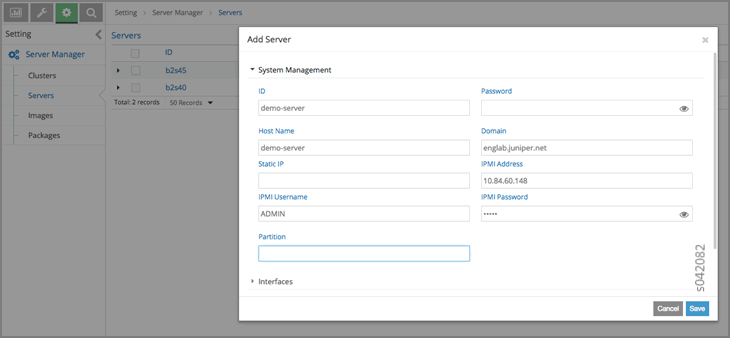 Setting > Server Manager > Servers
Setting
Servers
Server Manager
Clusters
Servers
Images
Packages
ID
b2s45
b2s40
Total: 2 records 50 Records
Add Server
×
System Management
ID Password
demo-server
Host Name Domain
demo-server englab.juniper.net
Static IP IPMI Address
10.84.60.148
IPMI Username IPMI Password
ADMIN •••••
Partition
Interfaces
s042082
Cancel Save